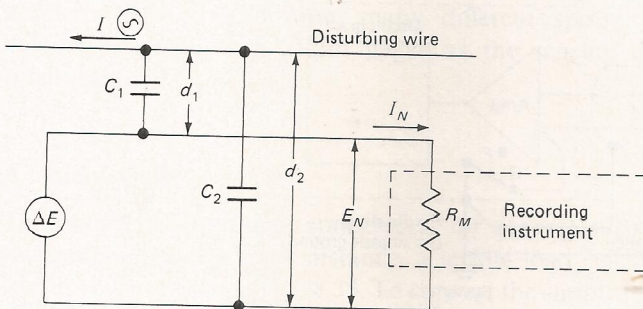 I
Disturbing wire
C1
d1
IN
C2
d2
ΔE
EN
RM
Recording
instrument